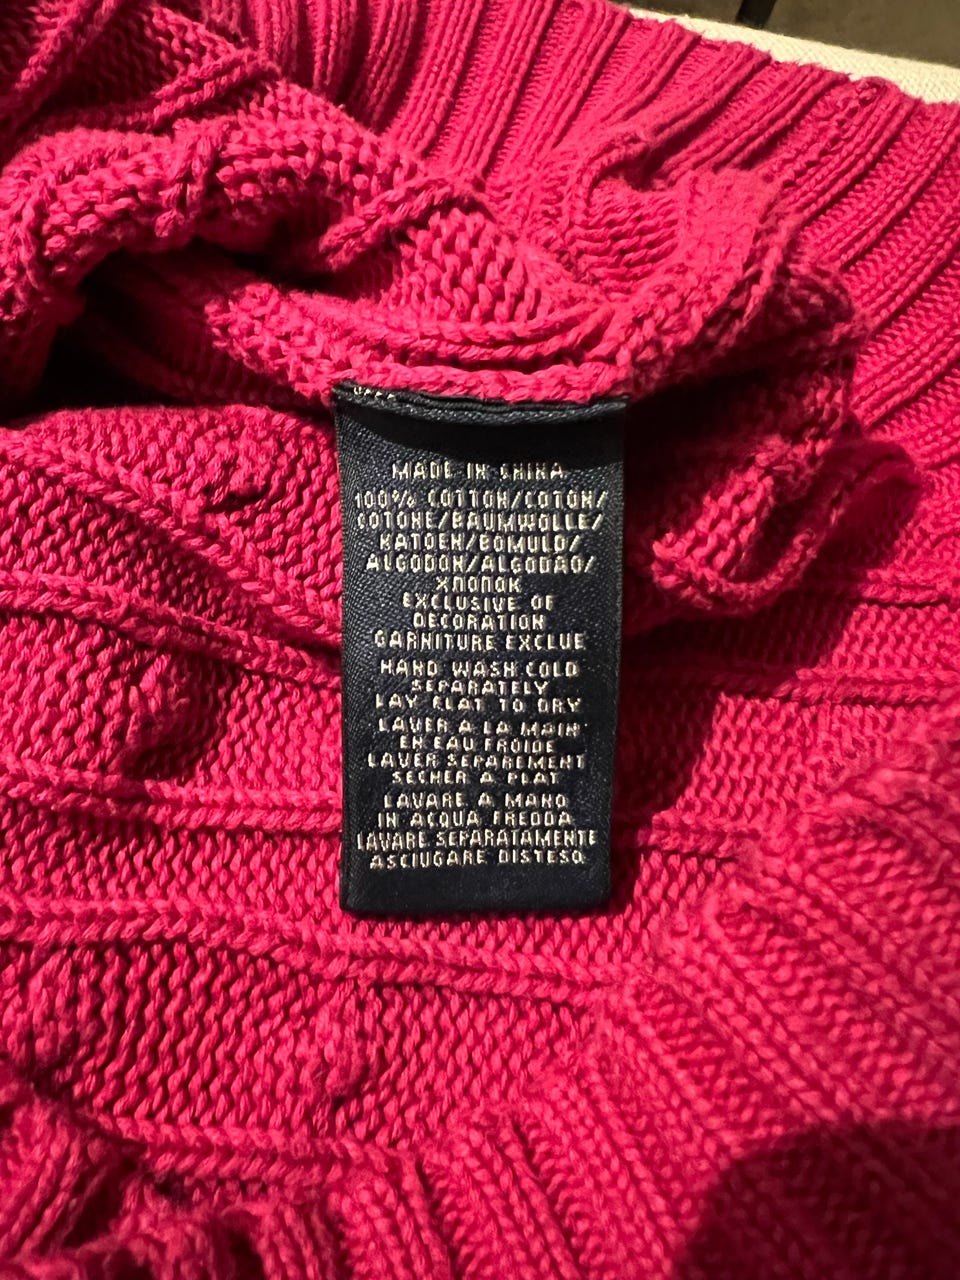 MADE IN CHINA
100% COTTON/COTON/
COTONE/BAUMWOLLE/
KATOEN/BOMULD/
ALGODON/ALGODAO/
ХЛОПОК
EXCLUSIVE OF
DECORATION
GARNITURE EXCLUE
HAND WASH COLD
SEPARATELY
LAY FLAT TO DRY
LAVER A LA MAIN
EN EAU FROIDE
LAVER SEPAREMENT
SECHER A PLAT
LAVARE A MANO
IN ACQUA FREDDA
LAVARE SEPARATAMENTE
ASCIUGARE DISTESO